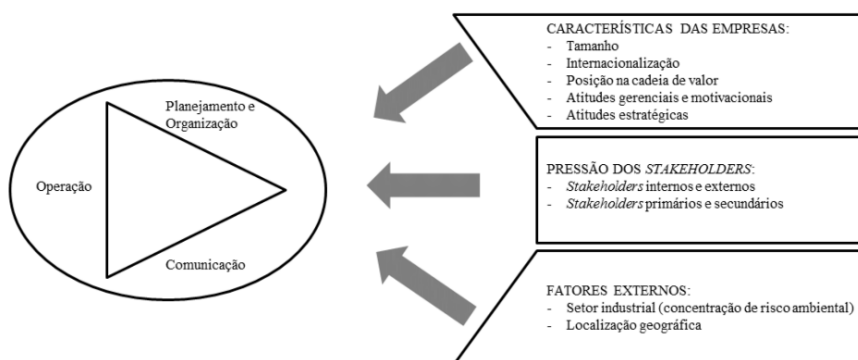 Planejamento e
Organização
Operação
Comunicação
CARACTERÍSTICAS DAS EMPRESAS:
- Tamanho
- Internacionalização
- Posição na cadeia de valor
- Atitudes gerenciais e motivacionais
- Atitudes estratégicas
PRESSÃO DOS STAKEHOLDERS:
- Stakeholders internos e externos
- Stakeholders primários e secundários
FATORES EXTERNOS:
- Setor industrial (concentração de risco ambiental)
- Localização geográfica